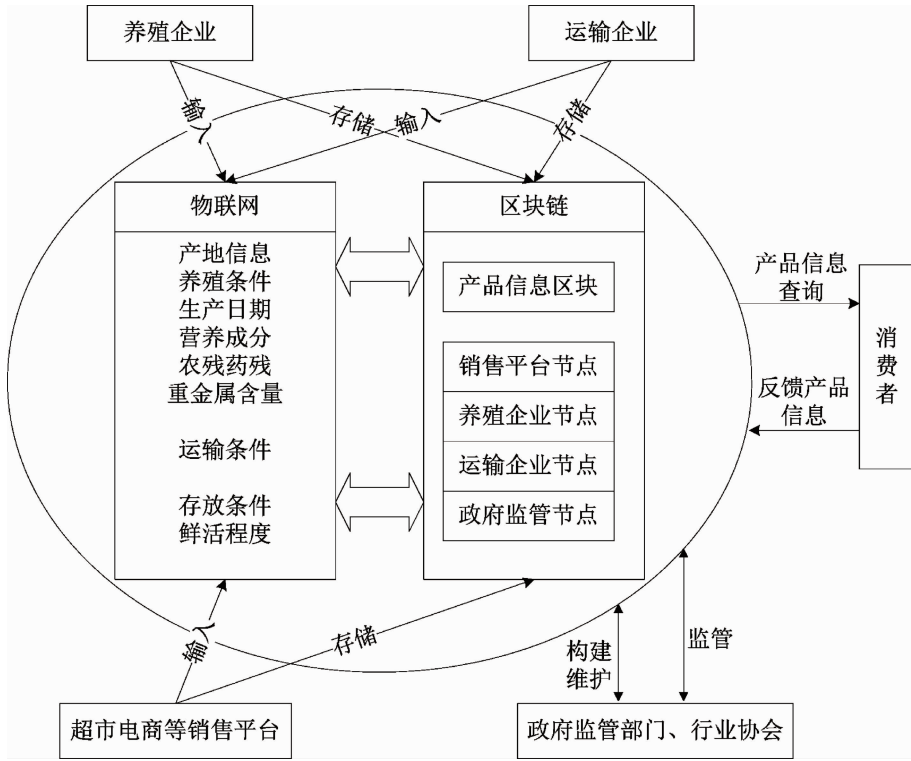 养殖企业
运输企业
输入
存储
输入
存储
物联网
产地信息
养殖条件
生产日期
营养成分
农残药残
重金属含量
运输条件
存放条件
鲜活程度
区块链
产品信息区块
销售平台节点
养殖企业节点
运输企业节点
政府监管节点
产品信息
查询
反馈产品
信息
消费者
输入
存储
构建
维护
监管
超市电商等销售平台
政府监管部门、行业协会